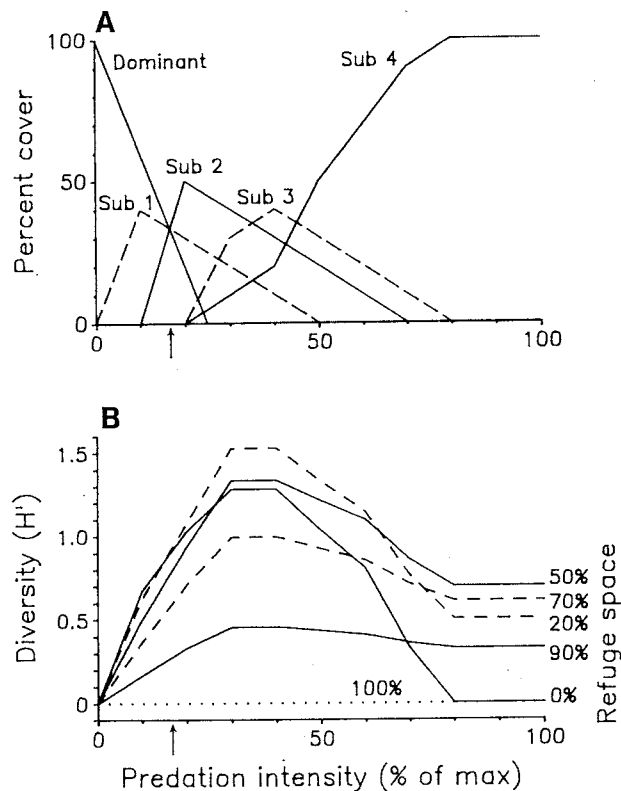 A
100
50
0
Percent cover
Dominant
Sub 1
Sub 2
Sub 3
Sub 4
0
50
100
B
1.5
1.0
0.5
0
Diversity (H')
50%
70%
20%
90%
100%
0%
Refuge space
0
50
100
Predation intensity (% of max)